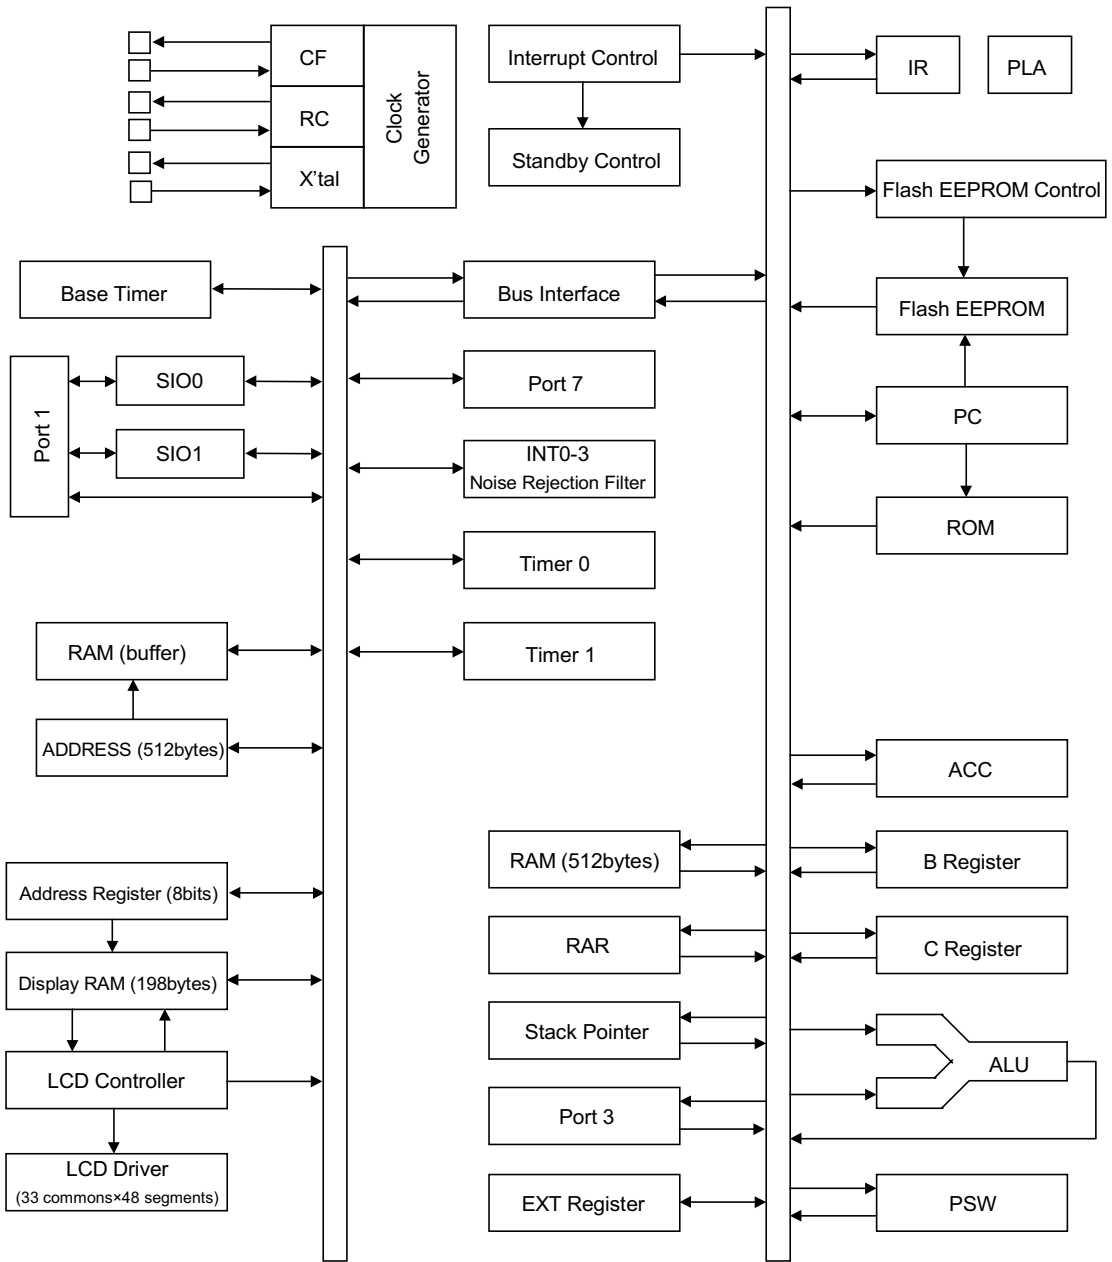 CF
RC
X'tal
Clock
Generator
Interrupt Control
Standby Control
IR
PLA
Flash EEPROM Control
Base Timer
Bus Interface
Flash EEPROM
Port 1
SIO0
SIO1
Port 7
INT0-3
Noise Rejection Filter
PC
ROM
Timer 0
Timer 1
RAM (buffer)
ADDRESS (512bytes)
ACC
RAM (512bytes)
B Register
Address Register (8bits)
RAR
C Register
Display RAM (198bytes)
Stack Pointer
ALU
LCD Controller
Port 3
LCD Driver
(33 commons×48 segments)
EXT Register
PSW